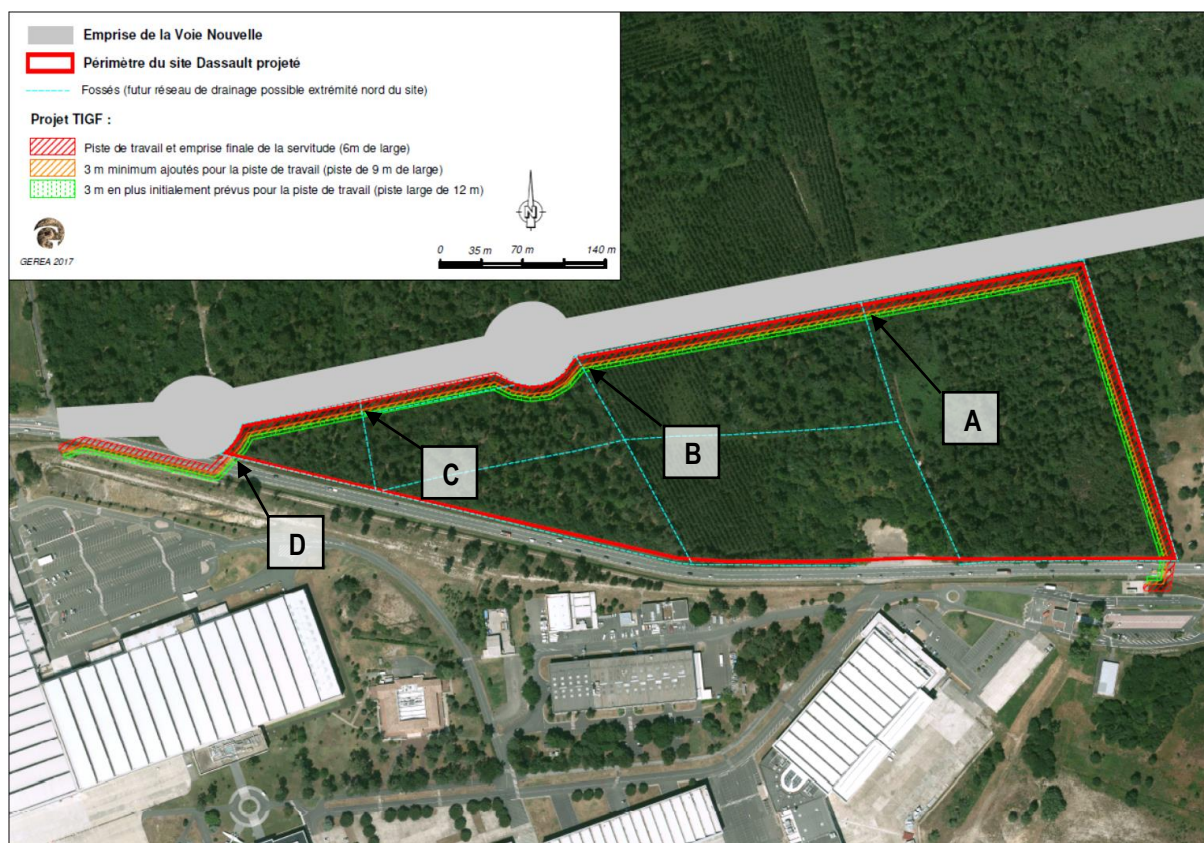 Emprise de la Voie Nouvelle
Périmètre du site Dassault projeté
Fossés (futur réseau de drainage possible extrémité nord du site)
Projet TIGF :
Piste de travail et emprise finale de la servitude (6m de large)
3 m minimum ajoutés pour la piste de travail (piste de 9 m de large)
3 m en plus initialement prévus pour la piste de travail (piste large de 12 m)
N
GEREA 2017
0 35 m 70 m 140 m
A
B
C
D